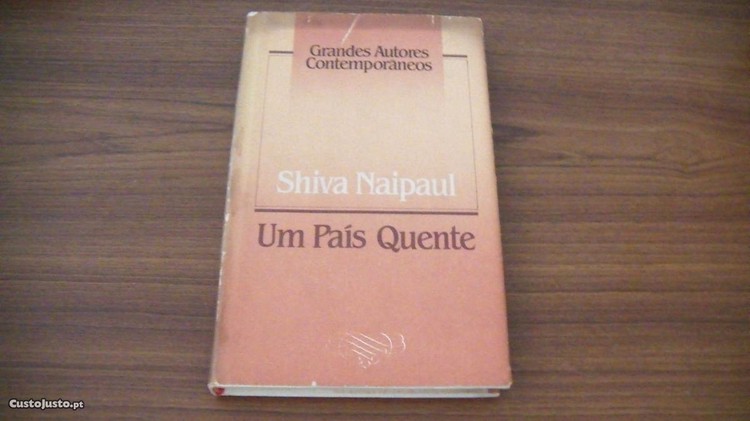 Grandes Autores
Contemporâneos
Shiva Naipaul
Um País Quente
CustoJusto.pt